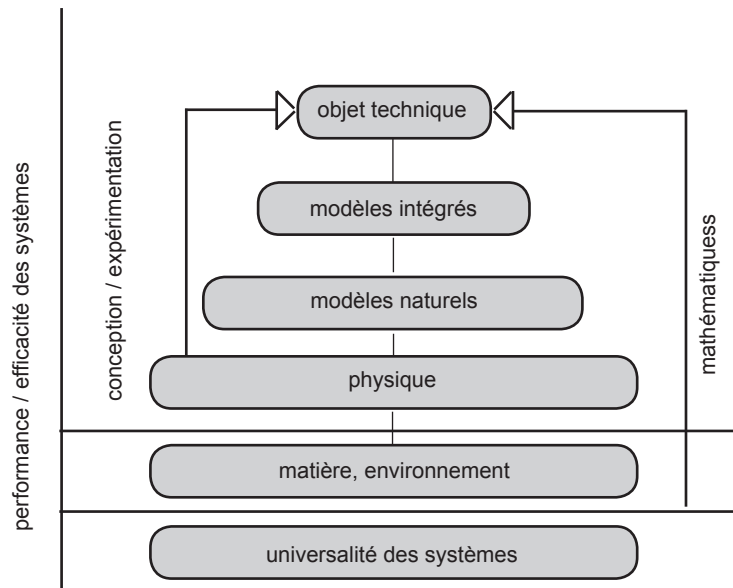 objet technique
modèles intégrés
modèles naturels
physique
matière, environnement
universalité des systèmes
performance / efficacité des systèmes
conception / expérimentation
mathématiquess